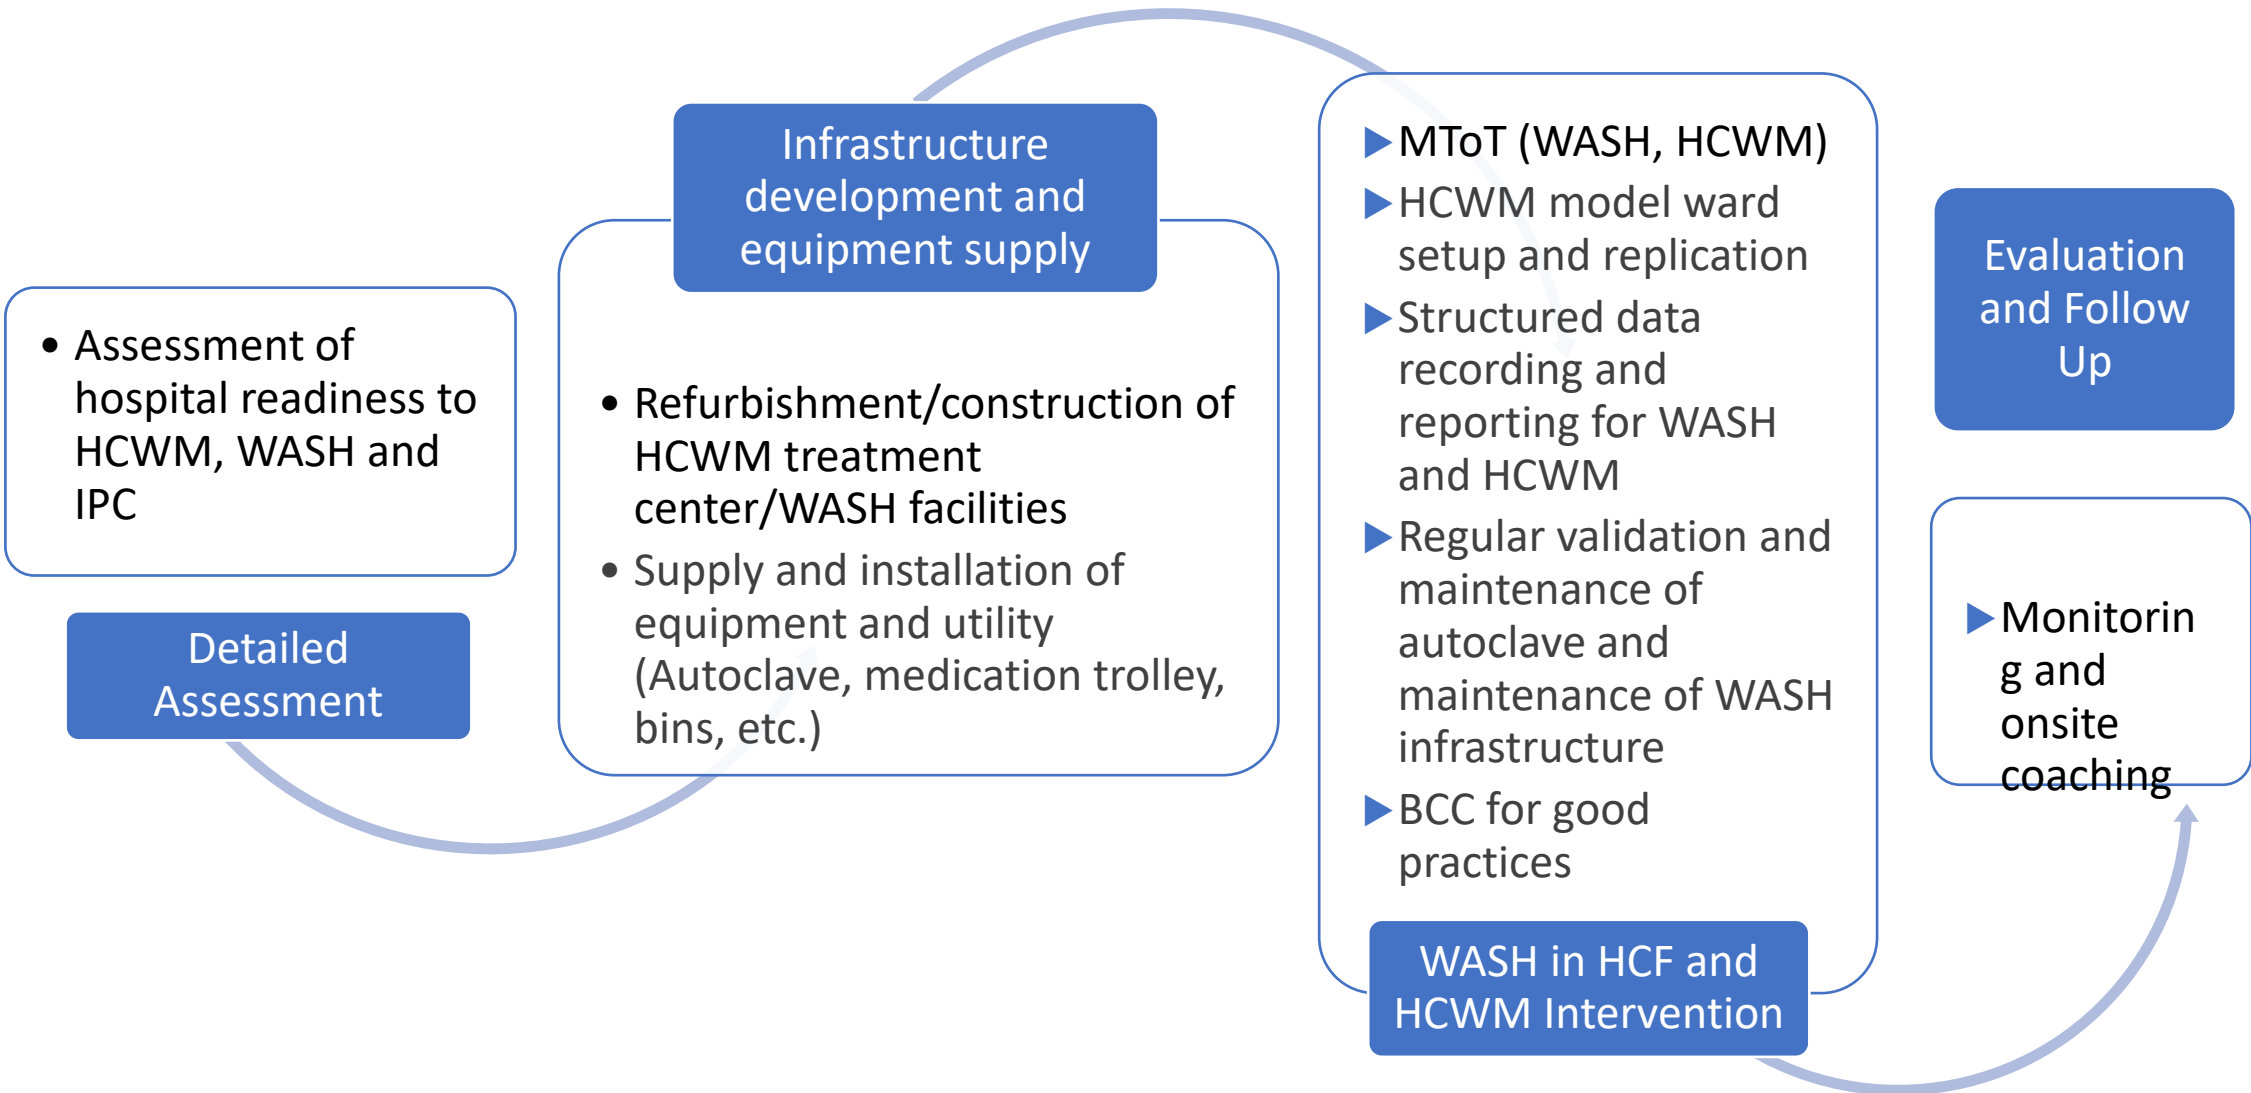 • Assessment of
hospital readiness to
HCWM, WASH and
IPC
Detailed
Assessment
Infrastructure
development and
equipment supply
• Refurbishment/construction of
HCWM treatment
center/WASH facilities
• Supply and installation of
equipment and utility
(Autoclave, medication trolley,
bins, etc.)
▶MToT (WASH, HCWM)
▶HCWM model ward
setup and replication
▶Structured data
recording and
reporting for WASH
and HCWM
▶Regular validation and
maintenance of
autoclave and
maintenance of WASH
infrastructure
▶BCC for good
practices
WASH in HCF and
HCWM Intervention
Evaluation
and Follow
Up
▶Monitorin
g and
onsite
coaching